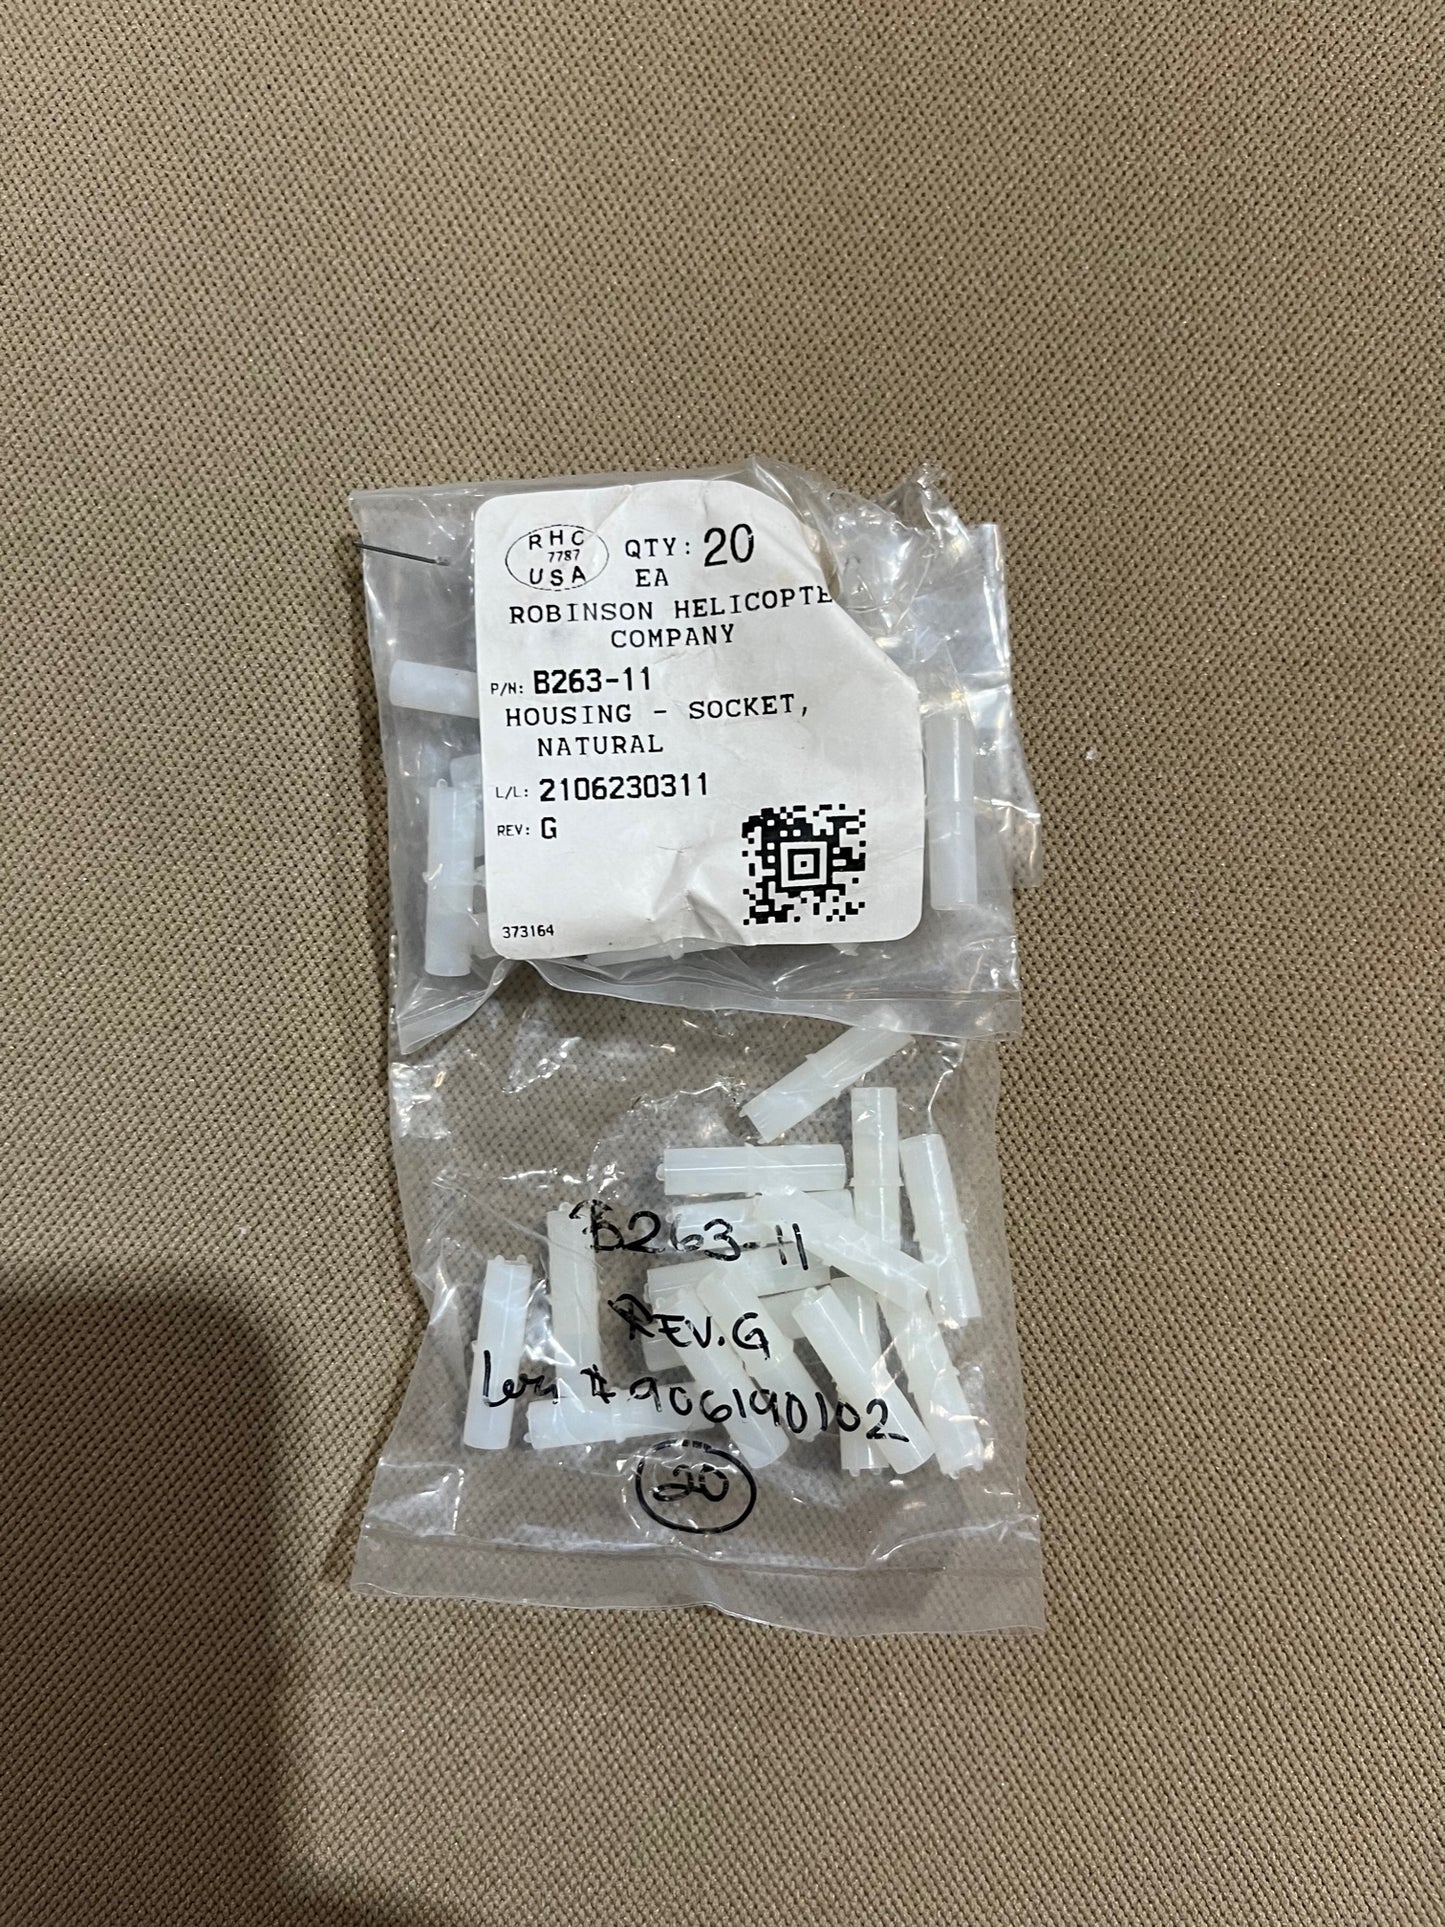 RHC
7787
USA
QTY: 20
EA
ROBINSON HELICOPTE
COMPANY
P/N: B263-11
HOUSING - SOCKET,
NATURAL
L/L: 2106230311
REV: G
373164
B263-11
REV.G
# 906190102
20